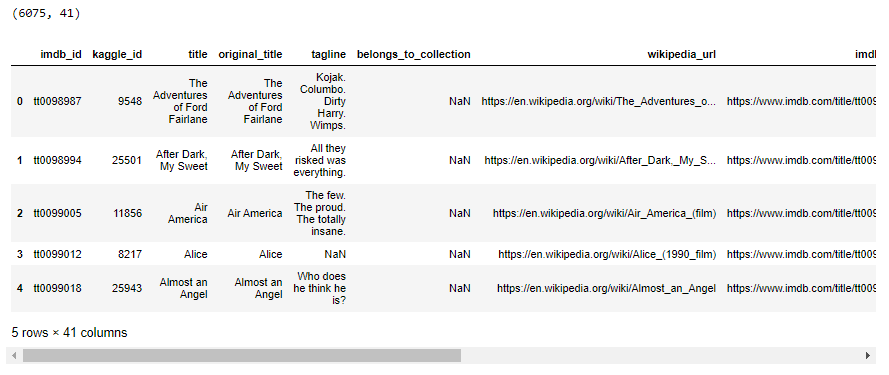 (6075, 41)
imdb_id kaggle_id title original_title tagline belongs_to_collection wikipedia_url imdl
0 tt0098987 9548 The Adventures of Ford Fairlane The Adventures of Ford Fairlane Kojak. Columbo. Dirty Harry. Wimps. NaN https://en.wikipedia.org/wiki/The_Adventures_o... https://www.imdb.com/title/tt009
1 tt0098994 25501 After Dark, My Sweet After Dark, My Sweet All they risked was everything. NaN https://en.wikipedia.org/wiki/After_Dark,_My_S... https://www.imdb.com/title/tt009
2 tt0099005 11856 Air America Air America The few. The proud. The totally insane. NaN https://en.wikipedia.org/wiki/Air_America_(film) https://www.imdb.com/title/tt009
3 tt0099012 8217 Alice Alice NaN NaN https://en.wikipedia.org/wiki/Alice_(1990_film) https://www.imdb.com/title/tt009
4 tt0099018 25943 Almost an Angel Almost an Angel Who does he think he is? NaN https://en.wikipedia.org/wiki/Almost_an_Angel https://www.imdb.com/title/tt009
5 rows × 41 columns